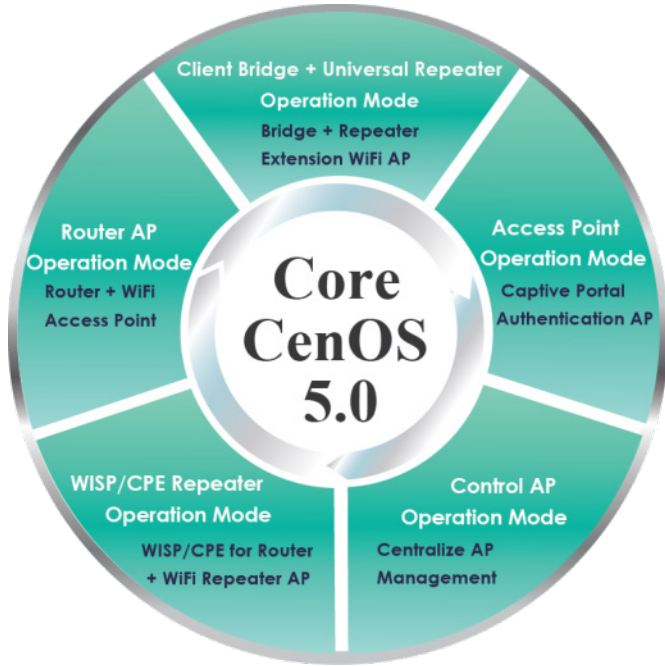 Client Bridge + Universal Repeater
Operation Mode
Bridge + Repeater
Extension WiFi AP
Router AP
Operation Mode
Router + WiFi
Access Point
Access Point
Operation Mode
Captive Portal
Authentication AP
Core
CenOS
5.0
WISP/CPE Repeater
Operation Mode
WISP/CPE for Router
+ WiFi Repeater AP
Control AP
Operation Mode
Centralize AP
Management